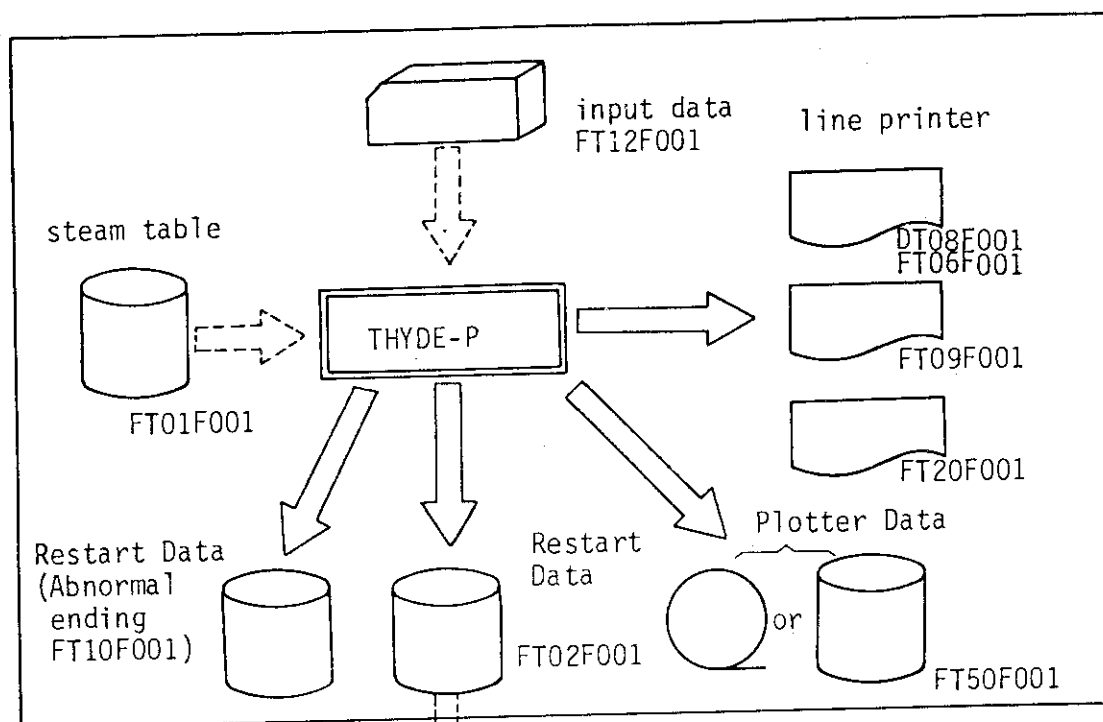 input data
FT12F001
line printer
steam table
DT08E001
FT06F001
THYDE-P
FT09F001
FT01F001
FT20F001
Plotter Data
Restart Data
(Abnormal
ending
FT10F001)
Restart
Data
or
FT02F001
FT50F001